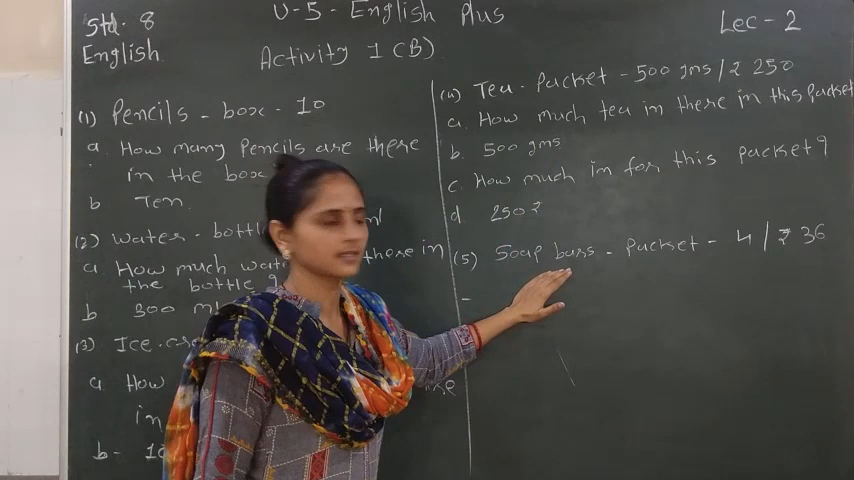 Std. 8
English
U-5 - English Plus
Activity 1 (B)
Lec - 2
(1) Pencils - box - 10
a. How many Pencils are there
in the box
b Ten
(2) Water - bottle ml
a How much there in
the bottle
b 300 ml
(3) Ice-
a How
in
b -
(4) Tea - Packet - 500 gms / ₹ 250
a. How much tea in there in this packet
b. 500 gms
c. How much in for this packet?
d. 250 ₹
(5) Soap bars - Packet - 4 / ₹ 36
-